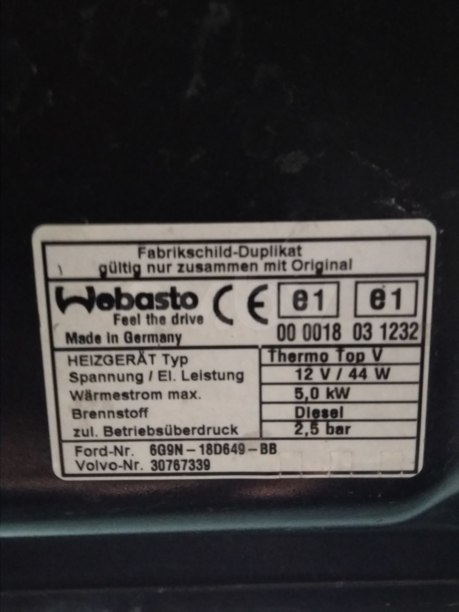 Fabrikschild-Duplikat
gültig nur zusammen mit Original
Webasto CE e1 e1
Feel the drive
Made in Germany 00 0018 03 1232
HEIZGERÄT Typ Thermo Top V
Spannung / El. Leistung 12 V / 44 W
Wärmestrom max. 5,0 kW
Brennstoff Diesel
zul. Betriebsüberdruck 2,5 bar
Ford-Nr. 6G9N-18D649-BB
Volvo-Nr. 30767339